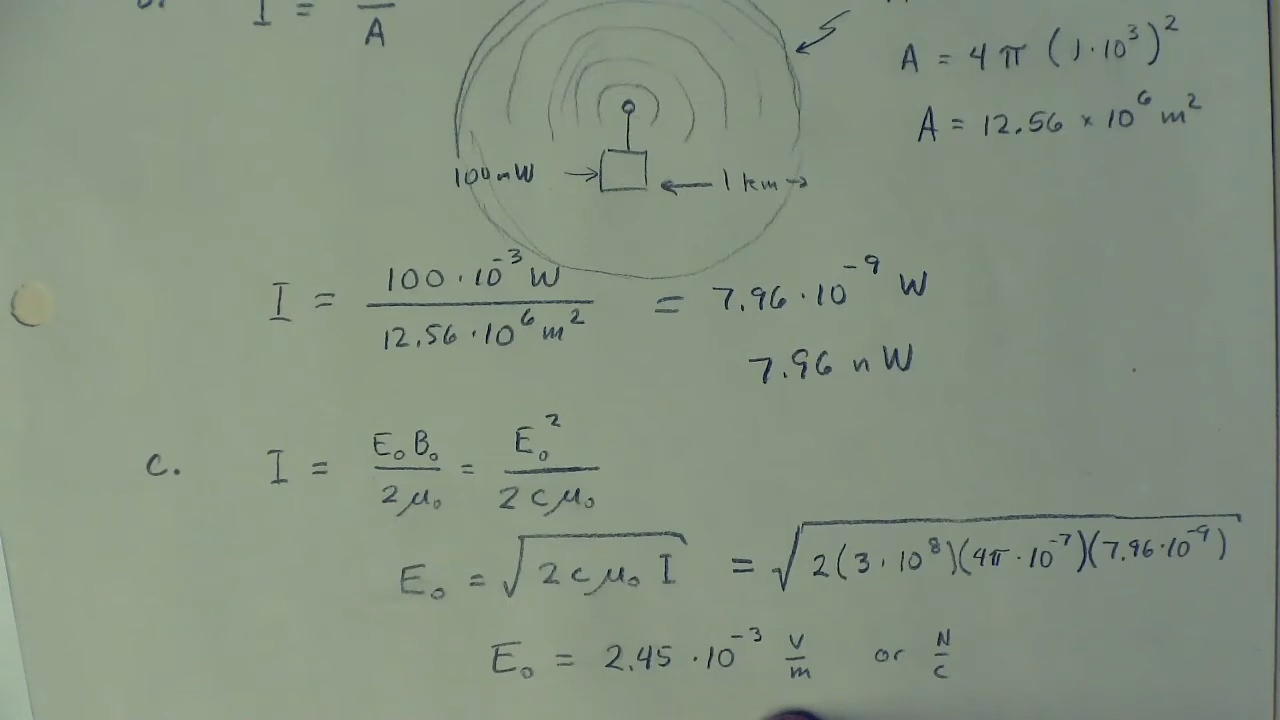 I = / A
A = 4π (1·10³)²
A = 12.56 × 10⁶ m²
100mW
1 km
I = 100·10⁻³ W / 12.56·10⁶ m² = 7.96·10⁻⁹ W
7.96 nW
c. I = E₀B₀ / 2μ₀ = E₀² / 2cμ₀
E₀ = √(2cμ₀ I) = √(2(3·10⁸)(4π·10⁻⁷)(7.96·10⁻⁹))
E₀ = 2.45·10⁻³ V/m or N/C